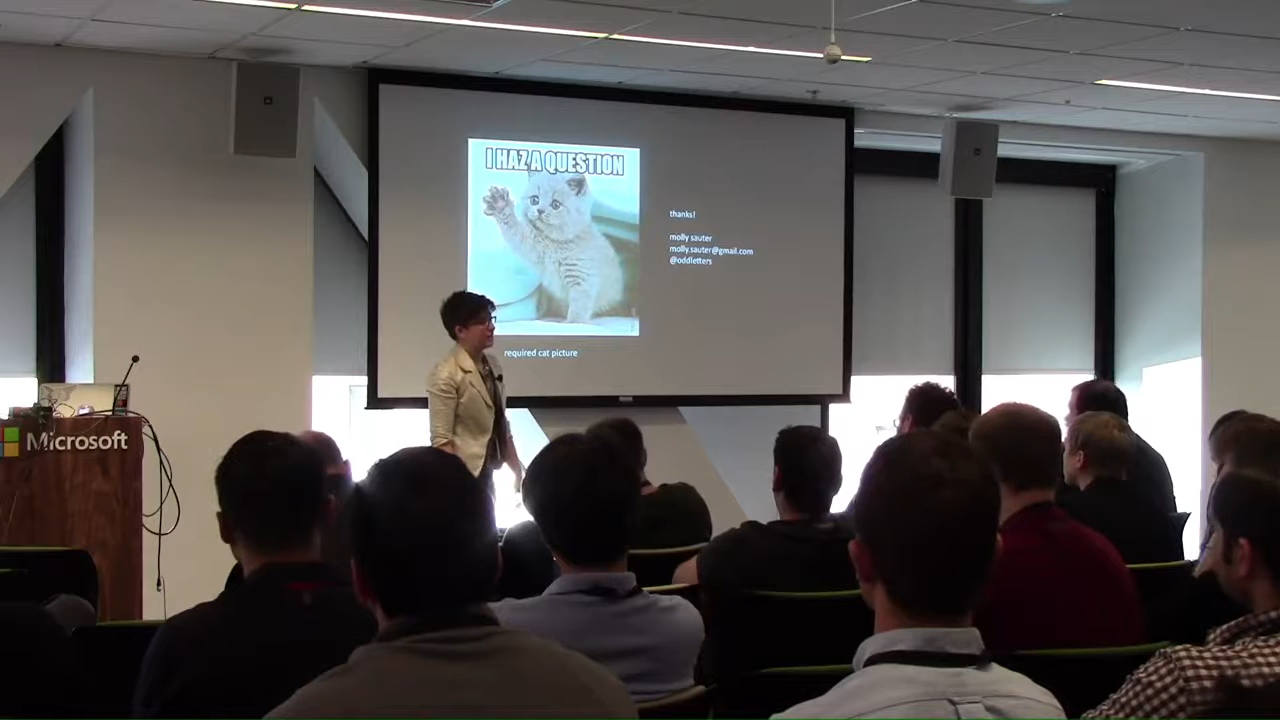 I HAZ A QUESTION
thanks!
molly sauter
molly.sauter@gmail.com
@oddletters
required cat picture
Microsoft